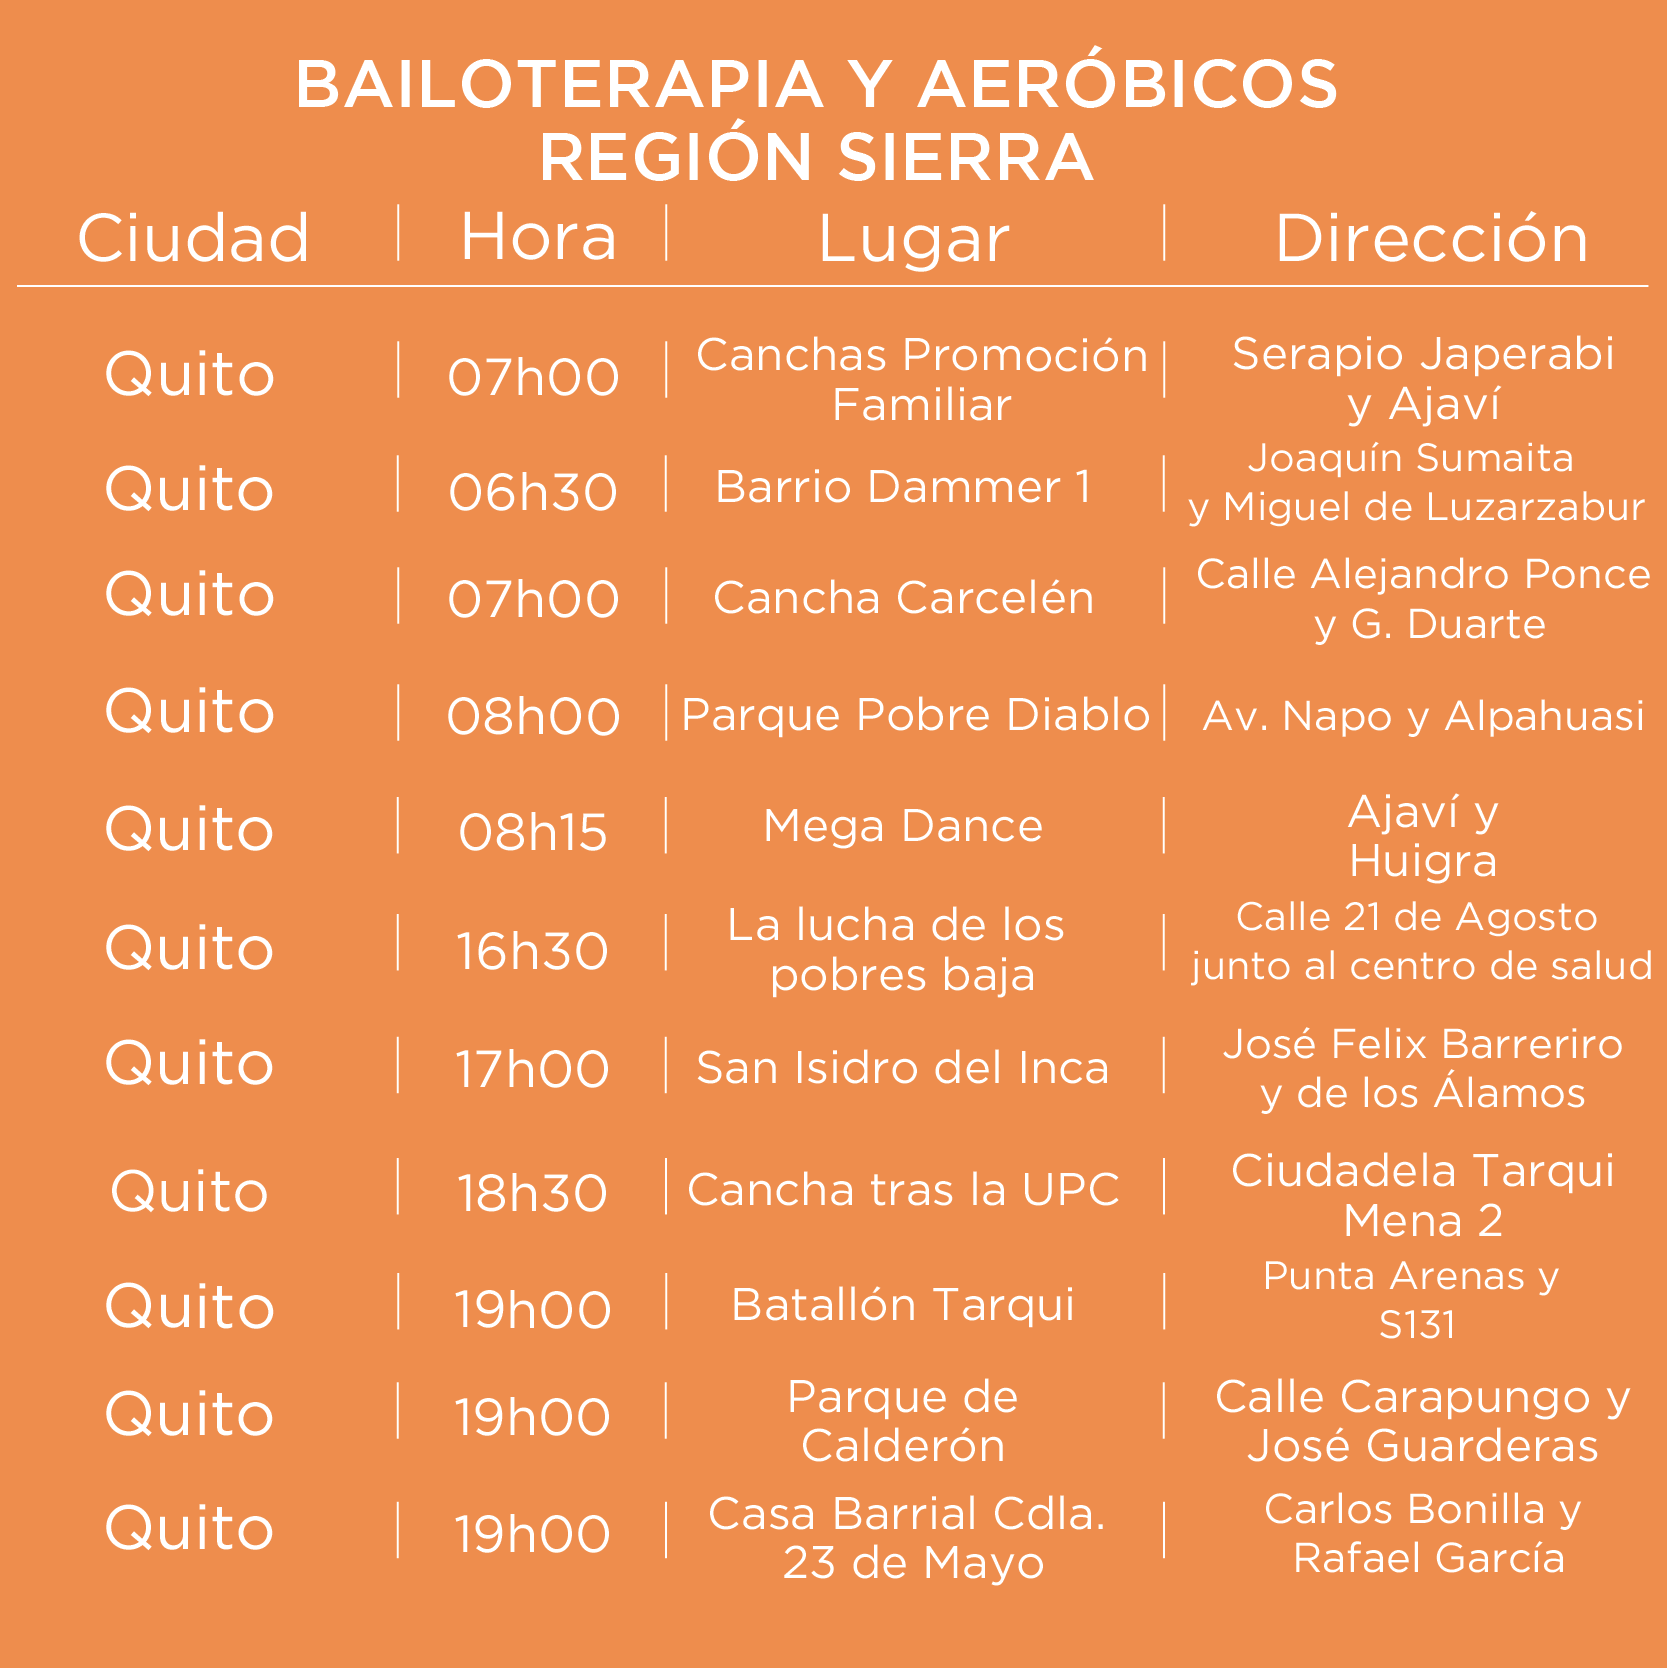 BAILOTERAPIA Y AERÓBICOS
REGIÓN SIERRA
Ciudad Hora Lugar Dirección
Quito 07h00 Canchas Promoción Serapio Japerabi
Familiar y Ajaví
Quito 06h30 Barrio Dammer 1 Joaquín Sumaita
y Miguel de Luzarzabur
Quito 07h00 Cancha Carcelén Calle Alejandro Ponce
y G. Duarte
Quito 08h00 Parque Pobre Diablo Av. Napo y Alpahuasi
Quito 08h15 Mega Dance Ajaví y
Huigra
Quito 16h30 La lucha de los Calle 21 de Agosto
pobres baja junto al centro de salud
Quito 17h00 San Isidro del Inca José Felix Barreriro
y de los Álamos
Quito 18h30 Cancha tras la UPC Ciudadela Tarqui
Mena 2
Quito 19h00 Batallón Tarqui Punta Arenas y
S131
Quito 19h00 Parque de Calle Carapungo y
Calderón José Guarderas
Quito 19h00 Casa Barrial Cdla. Carlos Bonilla y
23 de Mayo Rafael García